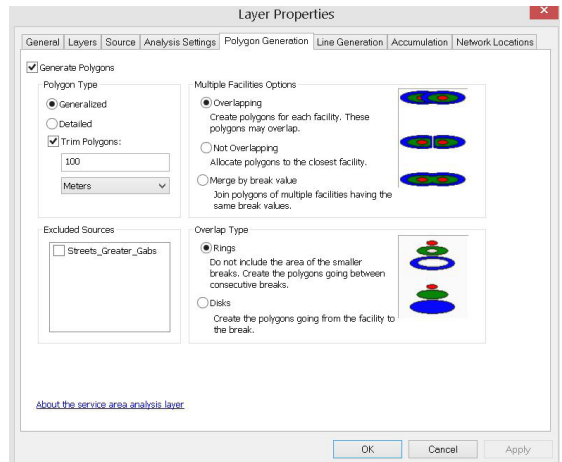 Layer Properties
×
General Layers Source Analysis Settings Polygon Generation Line Generation Accumulation Network Locations
Generate Polygons
Polygon Type
Generalized
Detailed
Trim Polygons:
100
Meters
Multiple Facilities Options
Overlapping
Create polygons for each facility. These
polygons may overlap.
Not Overlapping
Allocate polygons to the closest facility.
Merge by break value
Join polygons of multiple facilities having the
same break values.
Excluded Sources
Streets_Greater_Gabs
Overlap Type
Rings
Do not include the area of the smaller
breaks. Create the polygons going between
consecutive breaks.
Disks
Create the polygons going from the facility to
the break.
About the service area analysis layer
OK Cancel Apply